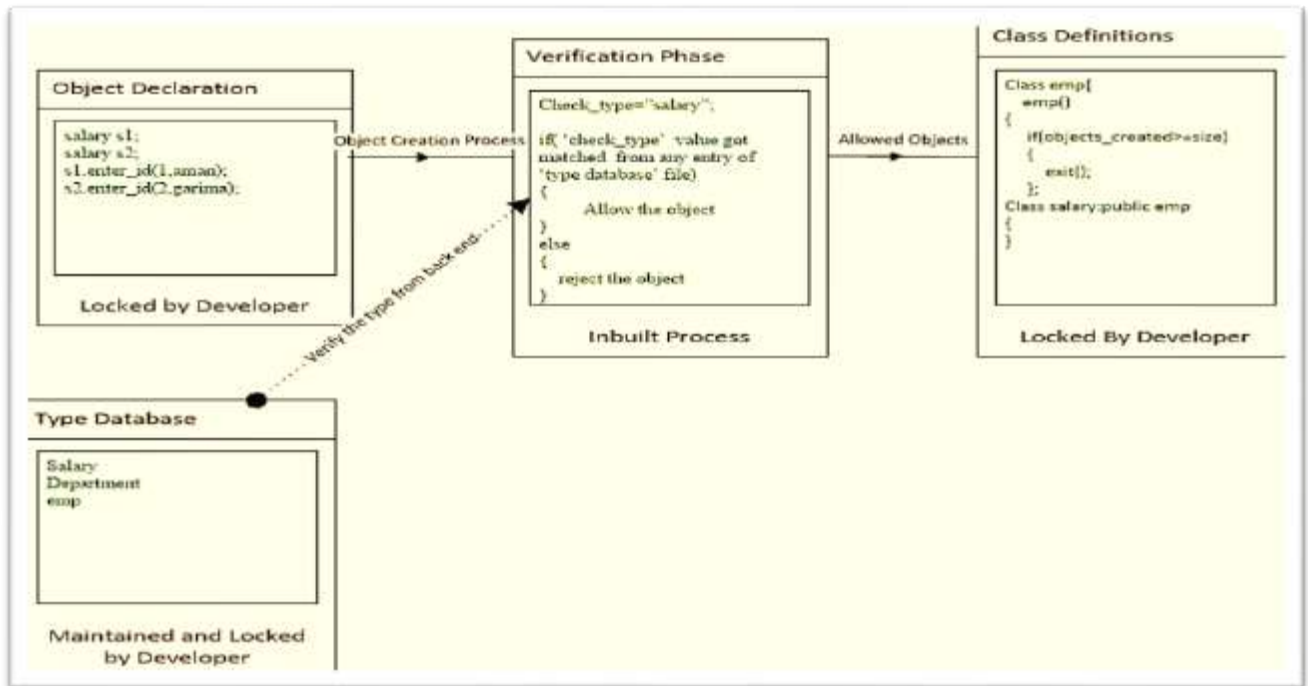 Object Declaration
salary s1;
salary s2;
s1.enter_id(1,aman);
s2.enter_id(2,garima);
Locked by Developer
Object Creation Process
Verification Phase
Check_type="salary";
if( 'check_type' value got
matched from any entry of
'type database' file)
{
Allow the object
}
else
{
reject the object
}
Inbuilt Process
Allowed Objects
Class Definitions
Class emp{
emp()
{
if(objects_created>=size)
{
exit();
};
Class salary:public emp
{
}
Locked By Developer
Verify the type from back end
Type Database
Salary
Department
emp
Maintained and Locked
by Developer